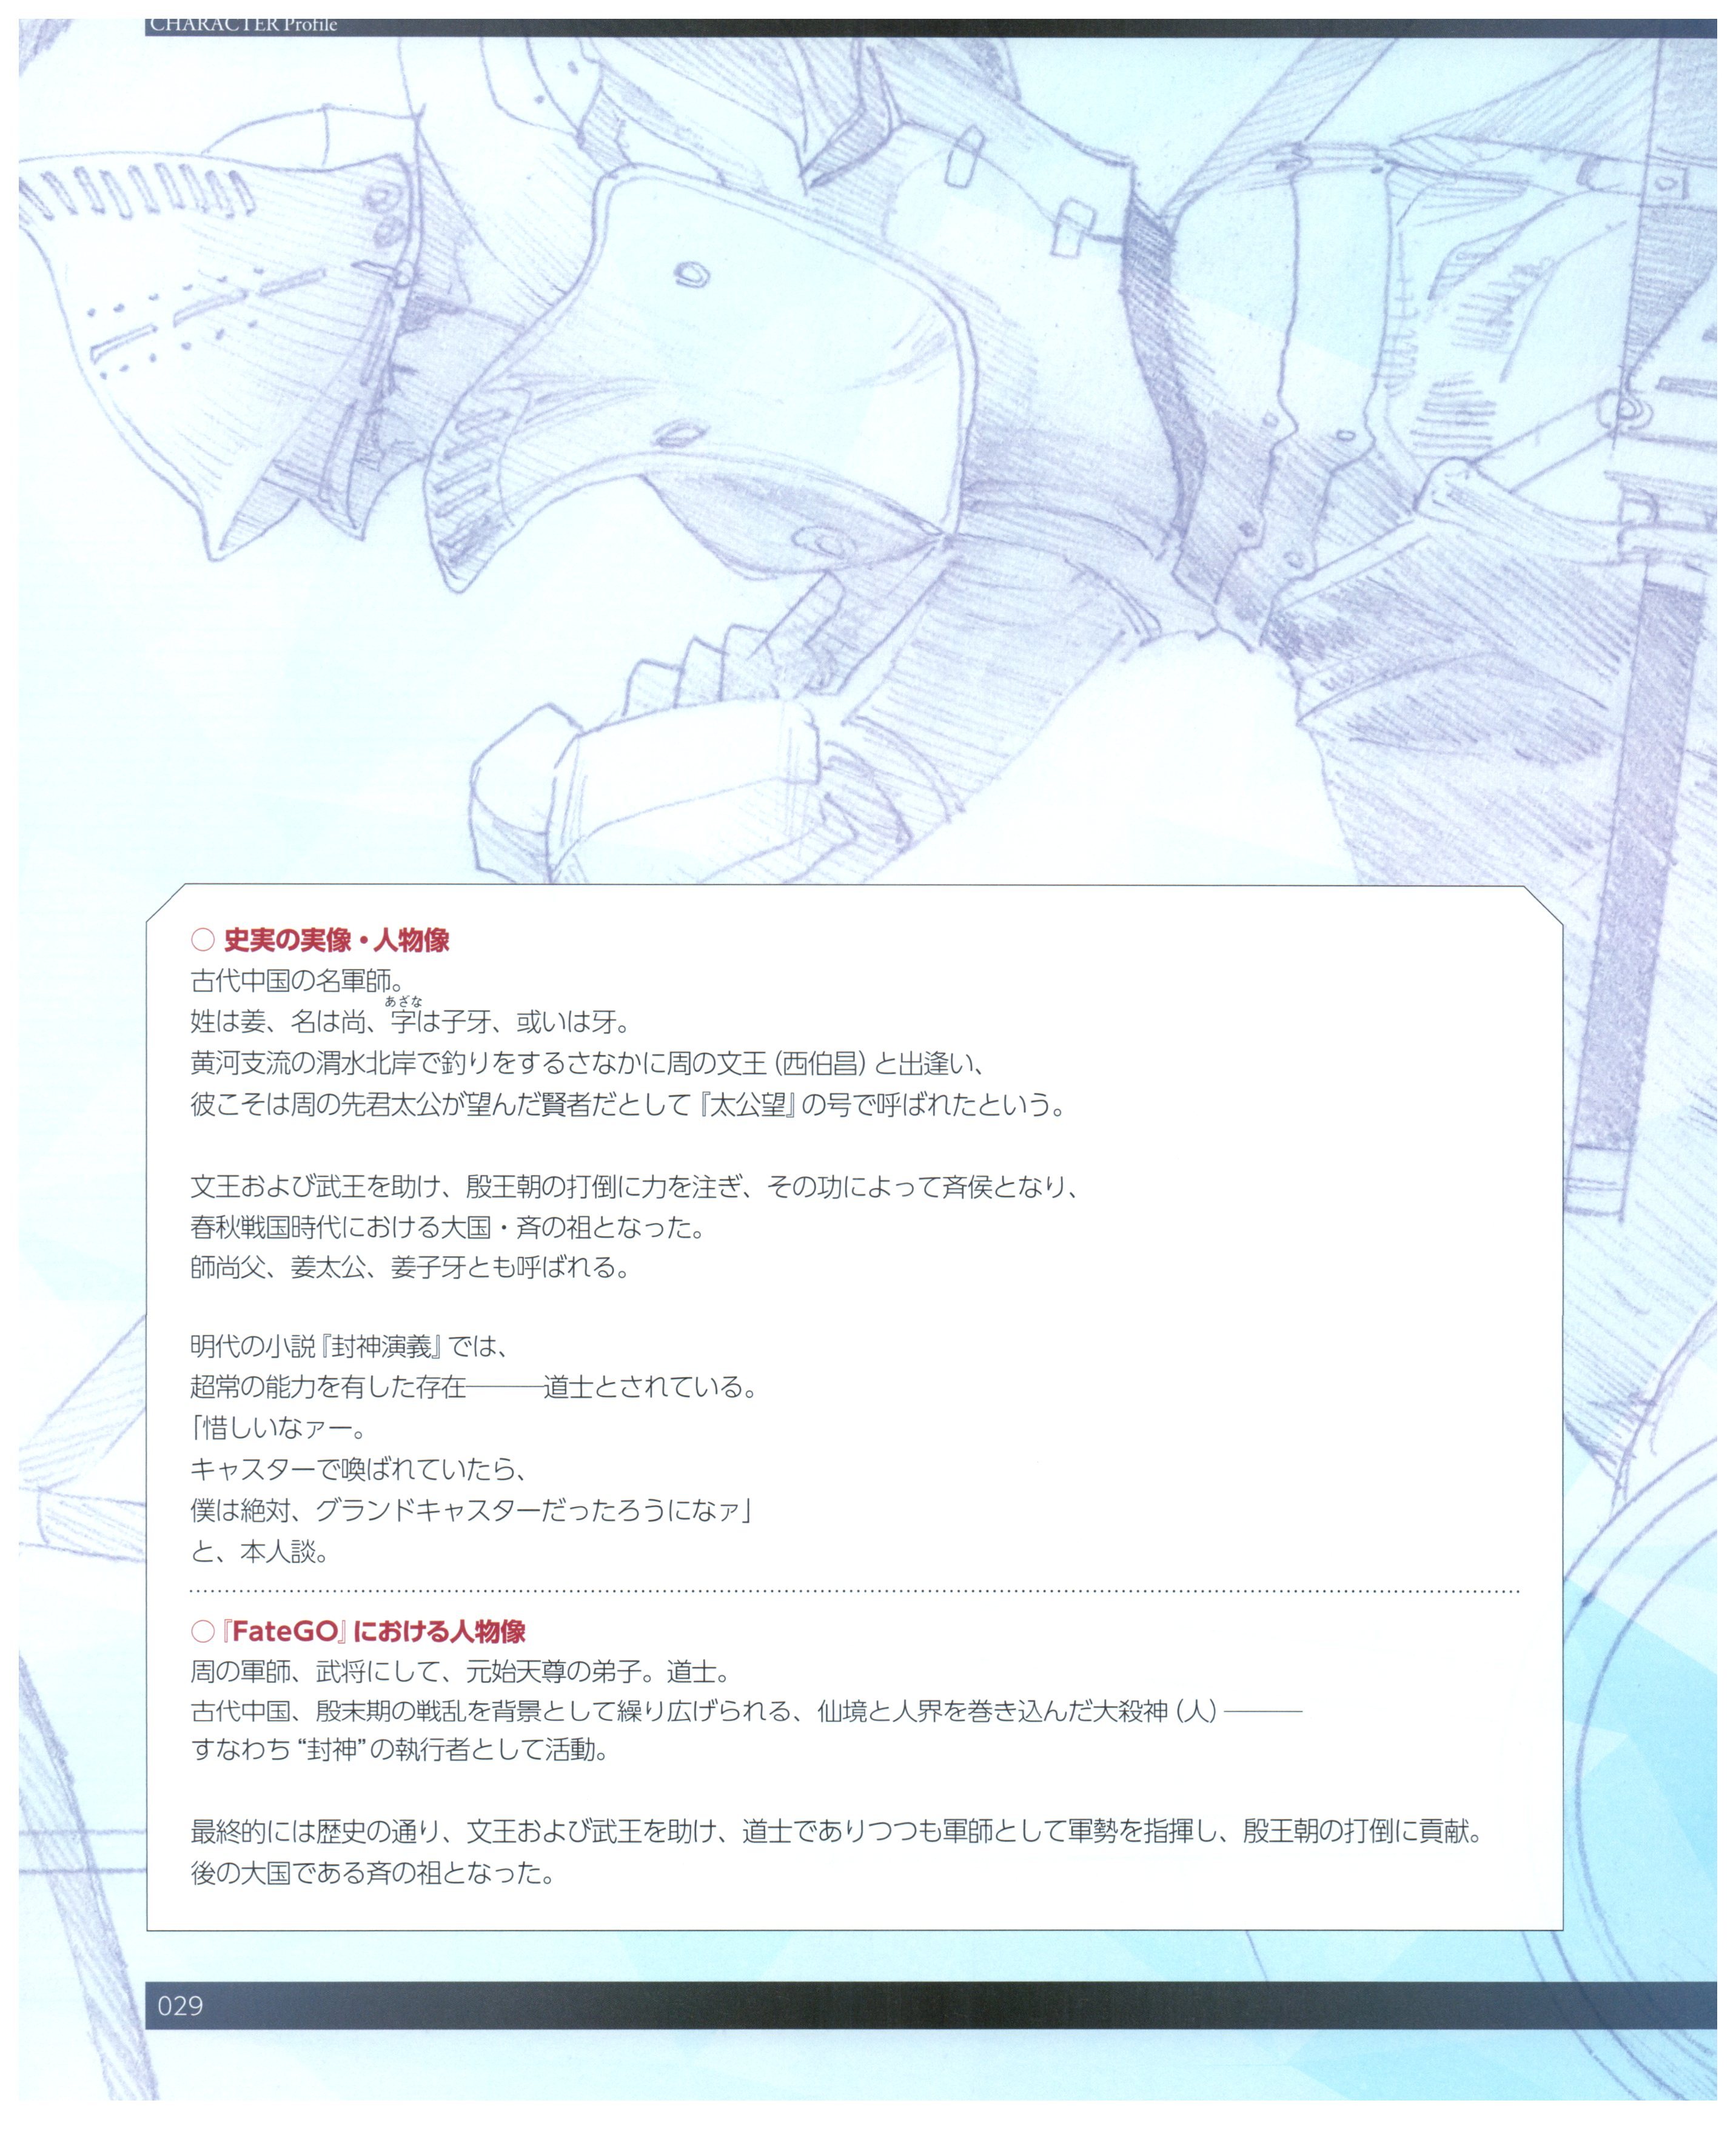 CHARACTER Profile
○ 史実の実像・人物像
古代中国の名軍師。
あざな
姓は姜、名は尚、字は子牙、或いは牙。
黄河支流の渭水北岸で釣りをするさなかに周の文王（西伯昌）と出逢い、
彼こそは周の先君太公が望んだ賢者だとして『太公望』の号で呼ばれたという。
文王および武王を助け、殷王朝の打倒に力を注ぎ、その功によって斉侯となり、
春秋戦国時代における大国・斉の祖となった。
師尚父、姜太公、姜子牙とも呼ばれる。
明代の小説『封神演義』では、
超常の能力を有した存在―――道士とされている。
「惜しいなァー。
キャスターで喚ばれていたら、
僕は絶対、グランドキャスターだったろうになァ」
と、本人談。
○『FateGO』における人物像
周の軍師、武将にして、元始天尊の弟子。道士。
古代中国、殷末期の戦乱を背景として繰り広げられる、仙境と人界を巻き込んだ大殺神（人）―――
すなわち“封神”の執行者として活動。
最終的には歴史の通り、文王および武王を助け、道士でありつつも軍師として軍勢を指揮し、殷王朝の打倒に貢献。
後の大国である斉の祖となった。
029